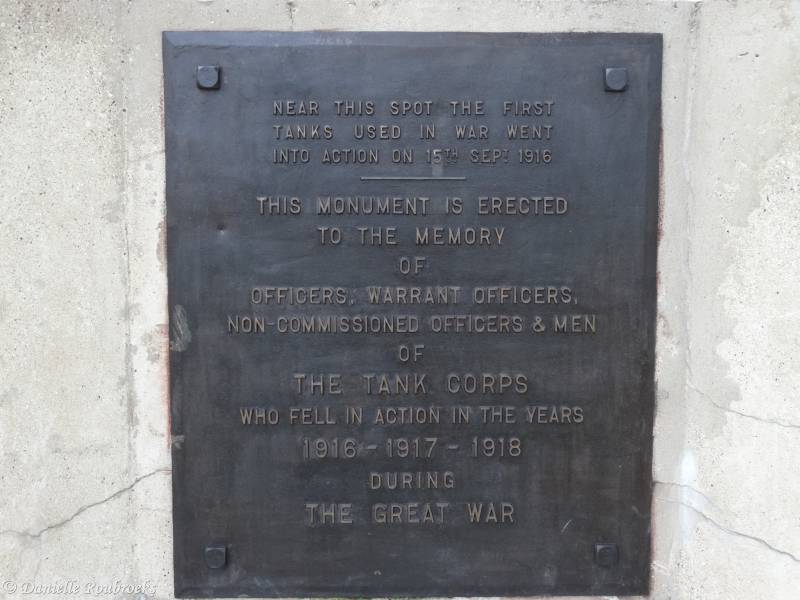 NEAR THIS SPOT THE FIRST
TANKS USED IN WAR WENT
INTO ACTION ON 15TH SEPT 1916
THIS MONUMENT IS ERECTED
TO THE MEMORY
OF
OFFICERS, WARRANT OFFICERS,
NON-COMMISSIONED OFFICERS & MEN
OF
THE TANK CORPS
WHO FELL IN ACTION IN THE YEARS
1916 - 1917 - 1918
DURING
THE GREAT WAR
© Danielle Roubroeks